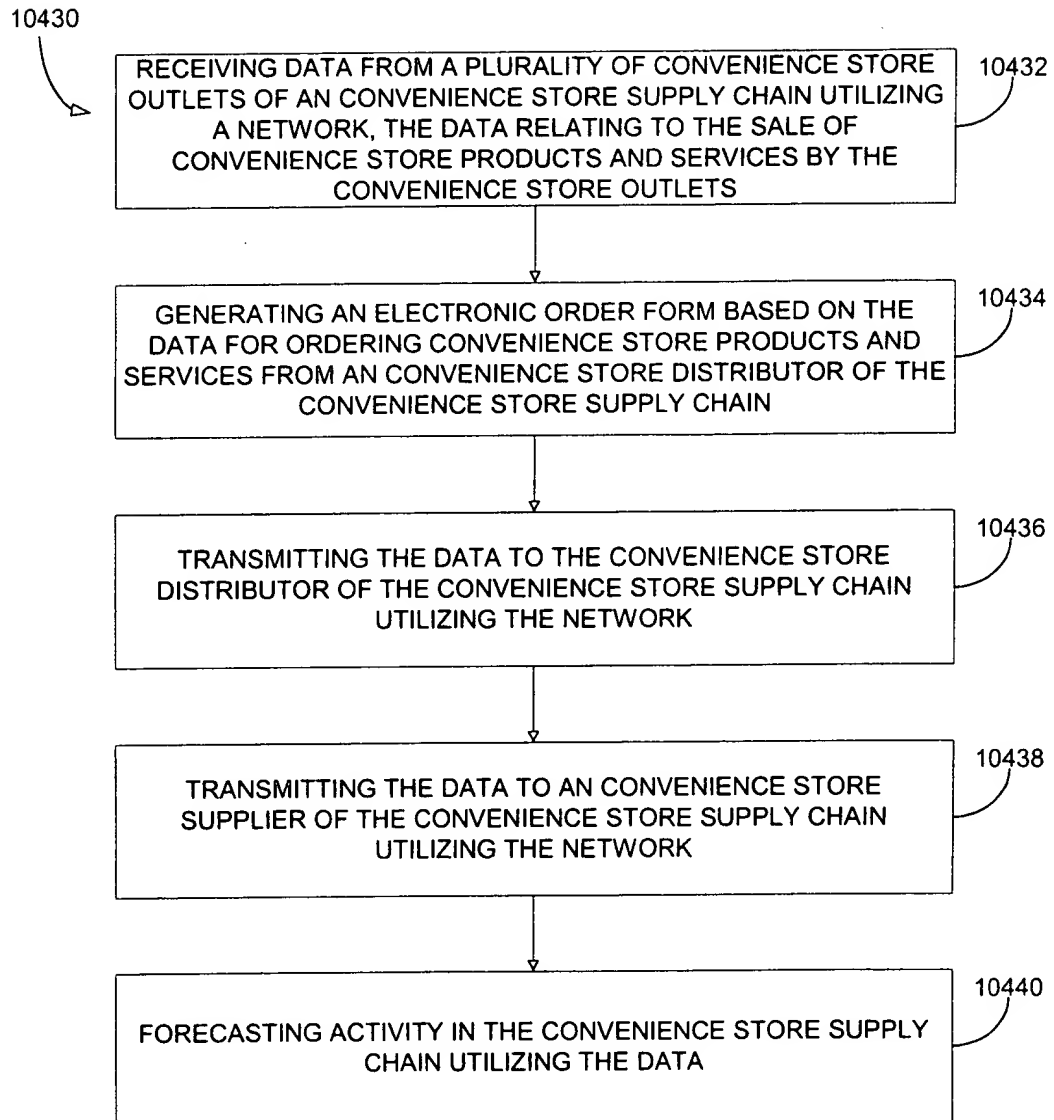 10430
RECEIVING DATA FROM A PLURALITY OF CONVENIENCE STORE
OUTLETS OF AN CONVENIENCE STORE SUPPLY CHAIN UTILIZING
A NETWORK, THE DATA RELATING TO THE SALE OF
CONVENIENCE STORE PRODUCTS AND SERVICES BY THE
CONVENIENCE STORE OUTLETS
10432
GENERATING AN ELECTRONIC ORDER FORM BASED ON THE
DATA FOR ORDERING CONVENIENCE STORE PRODUCTS AND
SERVICES FROM AN CONVENIENCE STORE DISTRIBUTOR OF THE
CONVENIENCE STORE SUPPLY CHAIN
10434
TRANSMITTING THE DATA TO THE CONVENIENCE STORE
DISTRIBUTOR OF THE CONVENIENCE STORE SUPPLY CHAIN
UTILIZING THE NETWORK
10436
TRANSMITTING THE DATA TO AN CONVENIENCE STORE
SUPPLIER OF THE CONVENIENCE STORE SUPPLY CHAIN
UTILIZING THE NETWORK
10438
FORECASTING ACTIVITY IN THE CONVENIENCE STORE SUPPLY
CHAIN UTILIZING THE DATA
10440